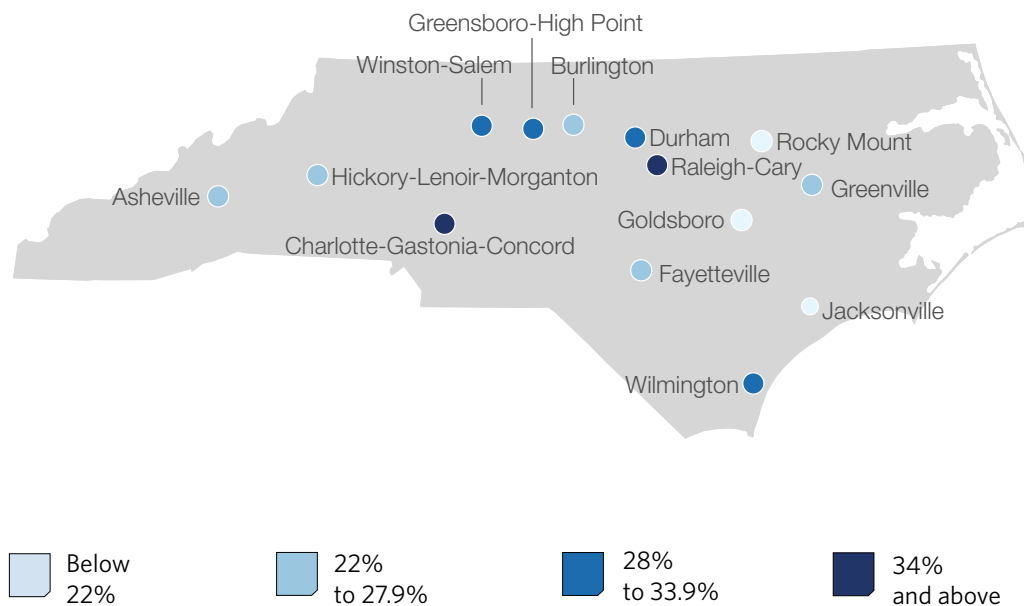 Greensboro-High Point
Winston-Salem
Burlington
Durham
Rocky Mount
Raleigh-Cary
Hickory-Lenoir-Morganton
Asheville
Greenville
Goldsboro
Charlotte-Gastonia-Concord
Fayetteville
Jacksonville
Wilmington
Below
22%
22%
to 27.9%
28%
to 33.9%
34%
and above